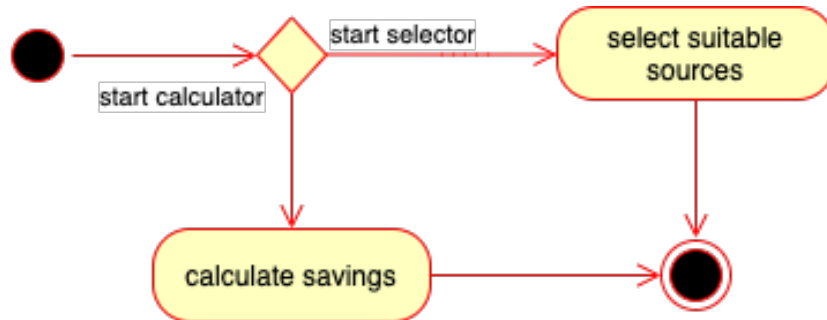 start selector
select suitable
sources
start calculator
calculate savings